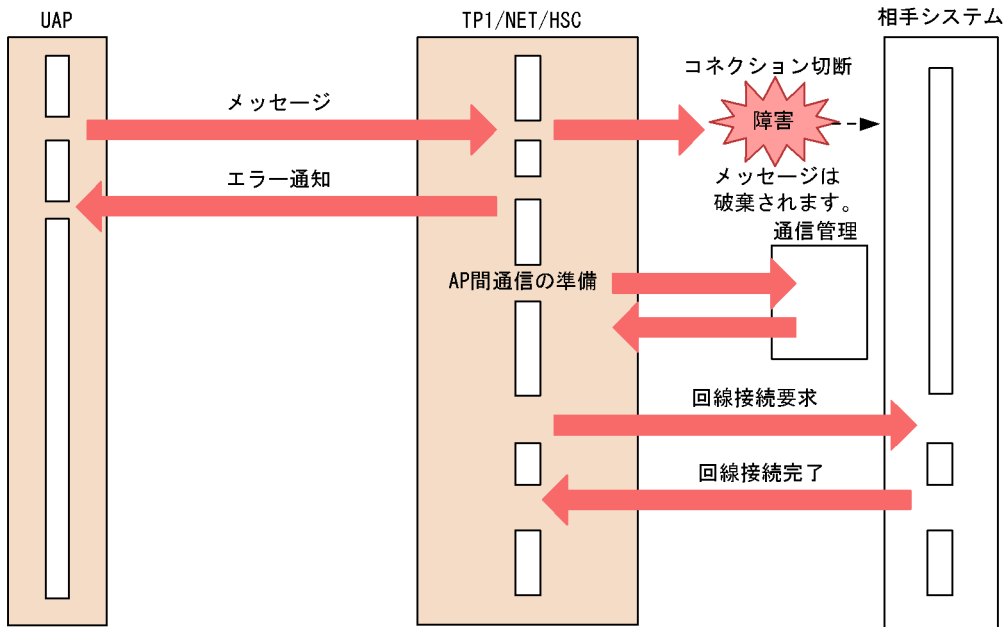 UAP
TP1/NET/HSC
相手システム
コネクション切断
メッセージ
障害
エラー通知
メッセージは
破棄されます。
通信管理
AP間通信の準備
回線接続要求
回線接続完了